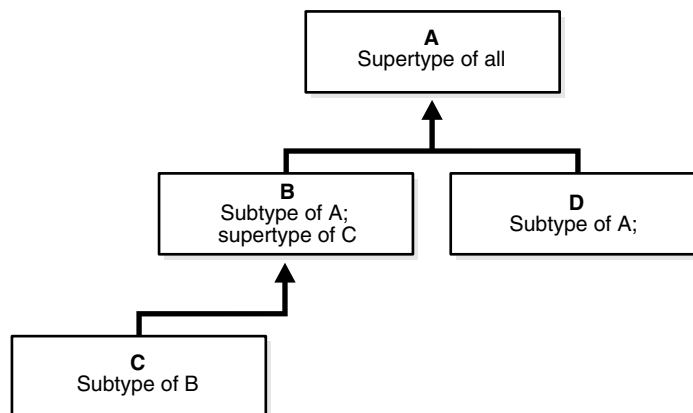 A
Supertype of all
B
Subtype of A;
supertype of C
D
Subtype of A;
C
Subtype of B